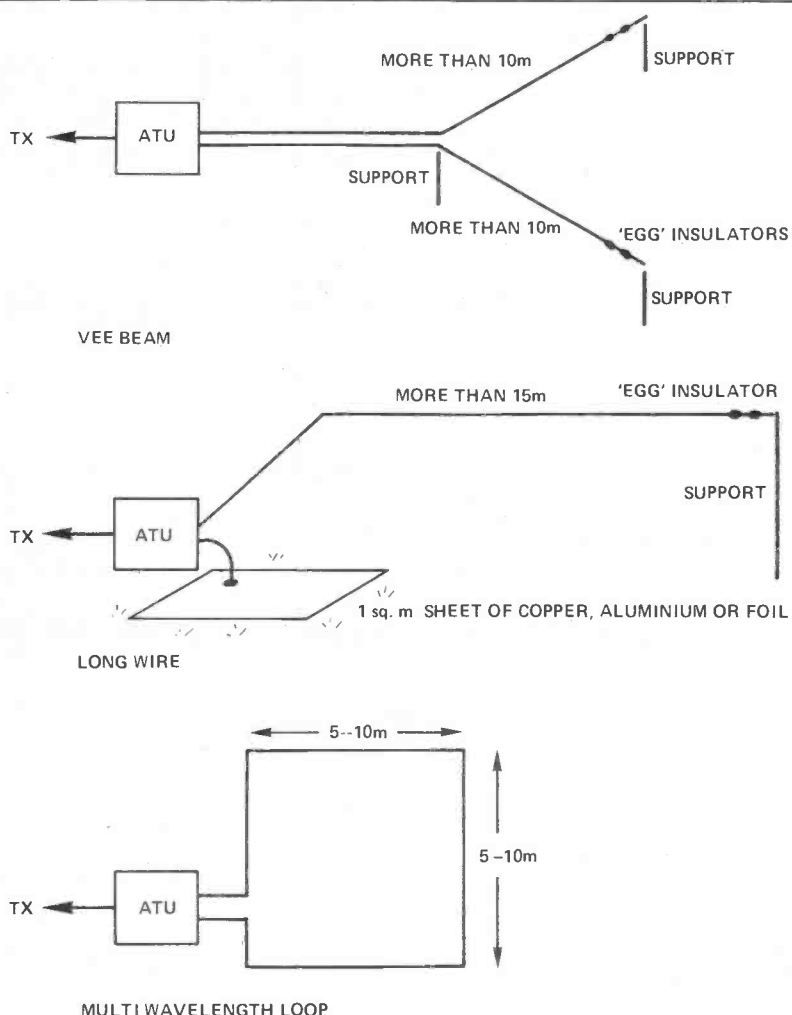 MORE THAN 10m
SUPPORT
TX
ATU
SUPPORT
MORE THAN 10m
'EGG' INSULATORS
SUPPORT
VEE BEAM
MORE THAN 15m
'EGG' INSULATOR
SUPPORT
TX
ATU
1 sq. m SHEET OF COPPER, ALUMINIUM OR FOIL
LONG WIRE
5--10m
5-10m
TX
ATU
MULTI WAVELENGTH LOOP